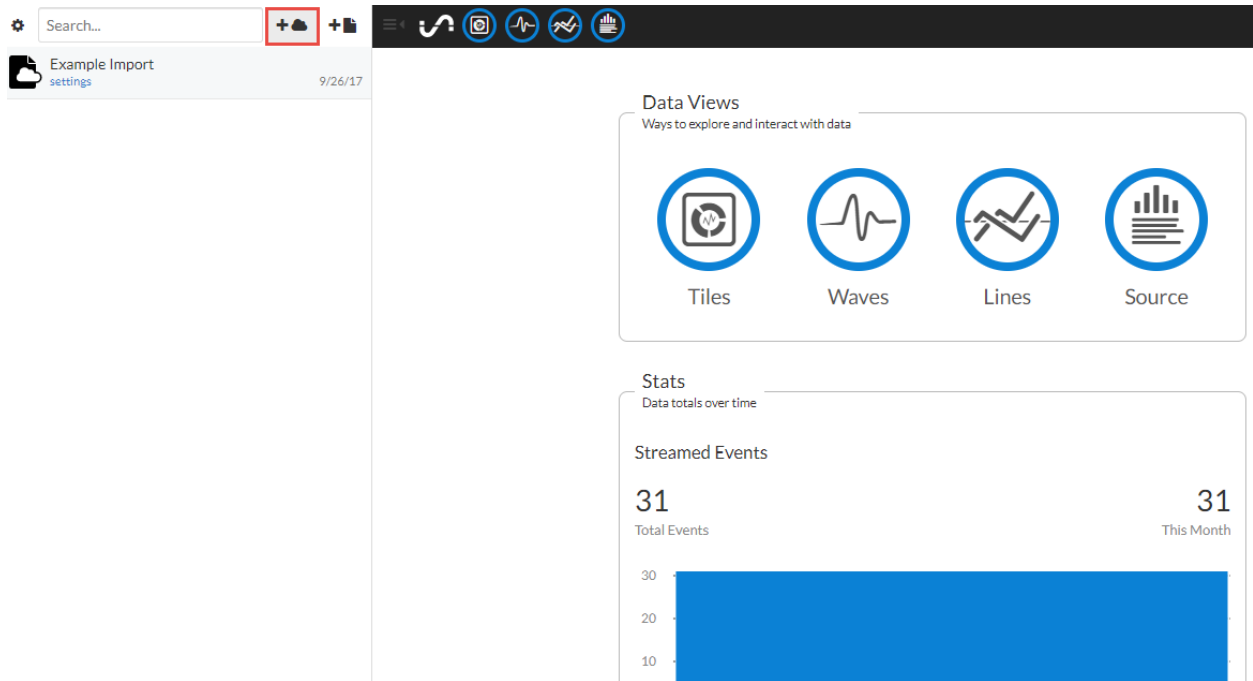 Search...
Example Import
settings
9/26/17
Data Views
Ways to explore and interact with data
Tiles
Waves
Lines
Source
Stats
Data totals over time
Streamed Events
31
31
Total Events
This Month
30
20
10